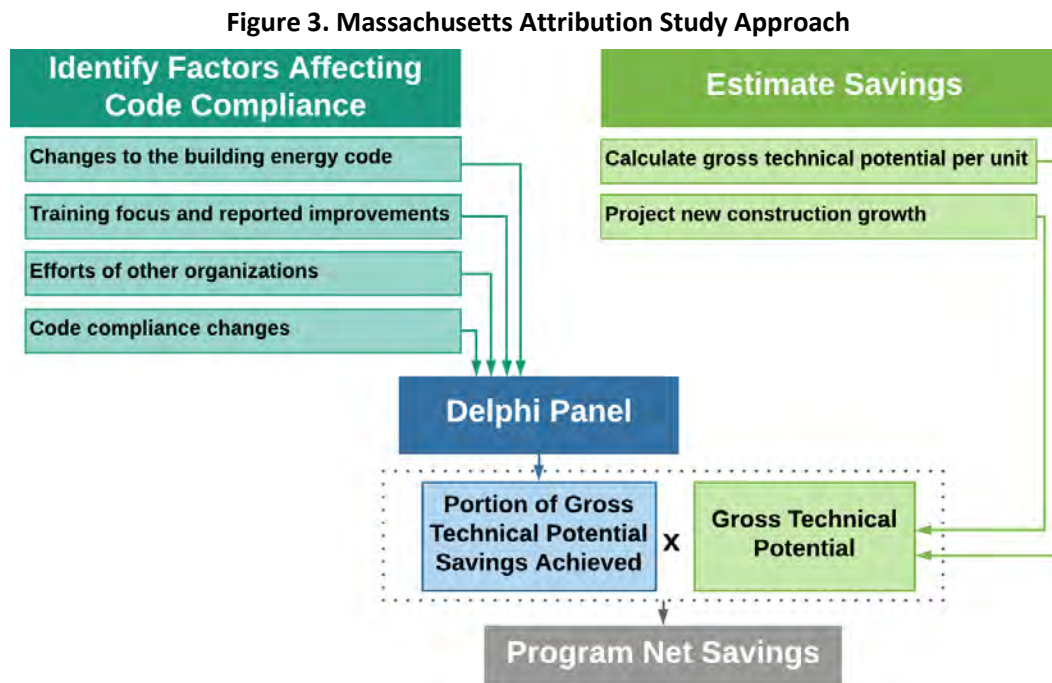 Figure 3. Massachusetts Attribution Study Approach
Identify Factors Affecting
Code Compliance
Changes to the building energy code
Training focus and reported improvements
Efforts of other organizations
Code compliance changes
Estimate Savings
Calculate gross technical potential per unit
Project new construction growth
Delphi Panel
Portion of Gross
Technical Potential
Savings Achieved
x
Gross Technical
Potential
Program Net Savings